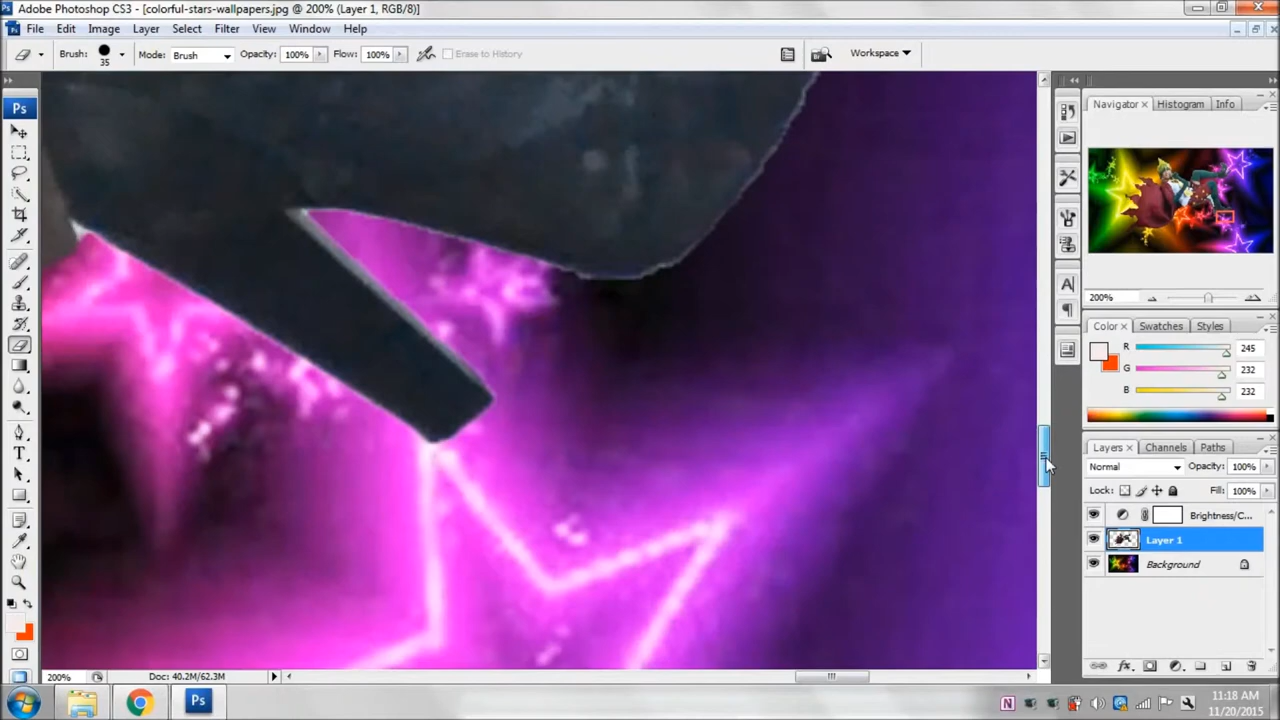 Adobe Photoshop CS3 - [colorful-stars-wallpapers.jpg @ 200% (Layer 1, RGB/8)]
File Edit Image Layer Select Filter View Window Help
Brush: 35 Mode: Brush Opacity: 100% Flow: 100% Erase to History Workspace
Ps
Navigator Histogram Info
200%
Color Swatches Styles
R 245
G 232
B 232
Layers Channels Paths
Normal Opacity: 100%
Lock: Fill: 100%
Brightness/C...
Layer 1
Background
200% Doc: 40.2M/62.3M
Ps
11:18 AM
11/20/2015